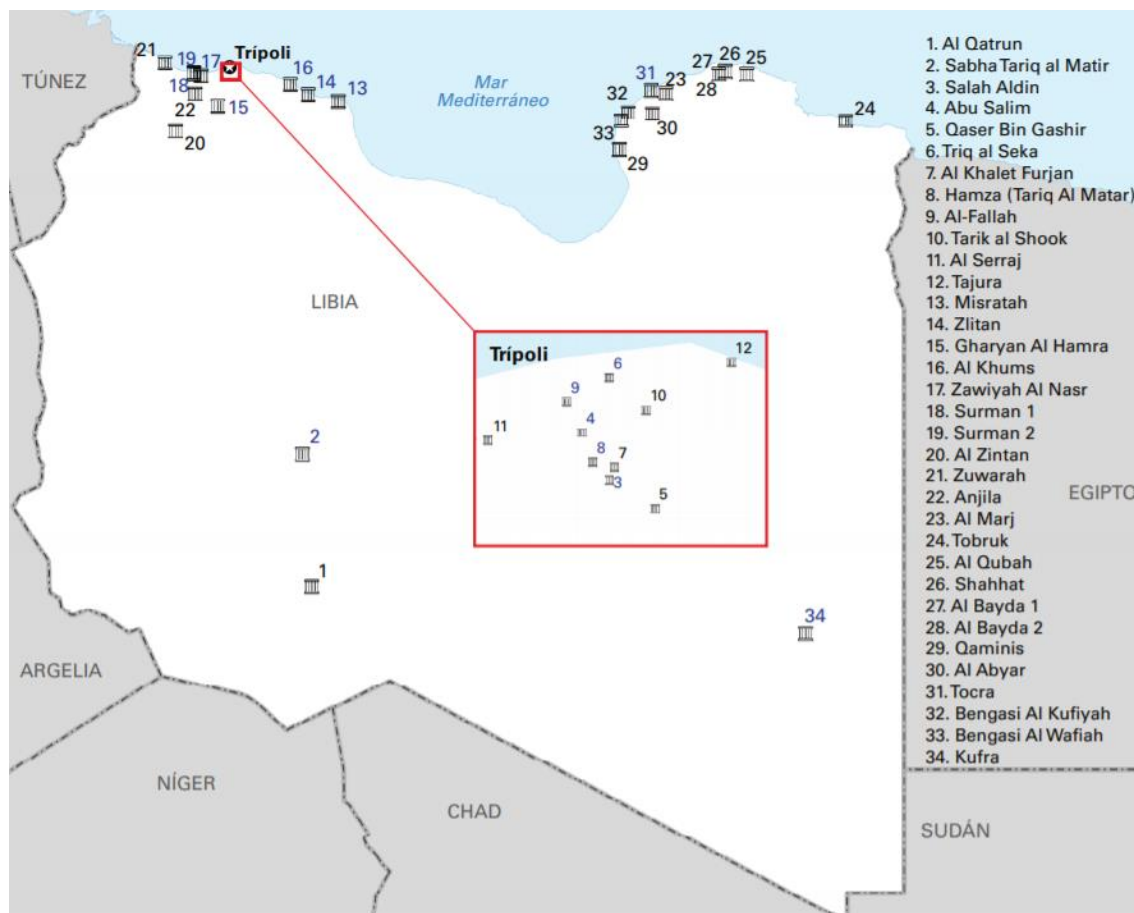 21
19
17
Trípoli
16
14
13
18
22
15
20
TÚNEZ
Mar
Mediterráneo
31
23
27
26
25
28
32
30
33
29
24
LIBIA
Trípoli
12
6
9
10
4
11
8
7
3
5
2
1
34
ARGELIA
NÍGER
CHAD
SUDÁN
EGIPTO
1. Al Qatrun
2. Sabha Tariq al Matir
3. Salah Aldin
4. Abu Salim
5. Qaser Bin Gashir
6. Triq al Seka
7. Al Khalet Furjan
8. Hamza (Tariq Al Matar)
9. Al-Fallah
10. Tarik al Shook
11. Al Serraj
12. Tajura
13. Misratah
14. Zlitan
15. Gharyan Al Hamra
16. Al Khums
17. Zawiyah Al Nasr
18. Surman 1
19. Surman 2
20. Al Zintan
21. Zuwarah
22. Anjila
23. Al Marj
24. Tobruk
25. Al Qubah
26. Shahhat
27. Al Bayda 1
28. Al Bayda 2
29. Qaminis
30. Al Abyar
31. Tocra
32. Bengasi Al Kufiyah
33. Bengasi Al Wafiah
34. Kufra